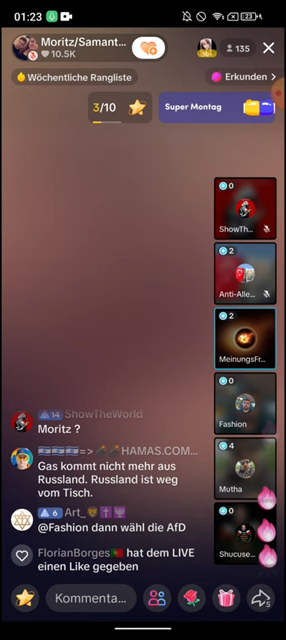 01:23
23
Moritz/Samant...
10.5K
135
Wöchentliche Rangliste
Erkunden >
3/10
Super Montag
0
ShowTh...
2
Anti-Alle...
2
MeinungsFr...
0
Fashion
4
Mutha
0
Shucuse...
14 ShowTheWorld
Moritz ?
=> HAMAS.COM...
Gas kommt nicht mehr aus
Russland. Russland ist weg
vom Tisch.
6 Art_
@Fashion dann wähl die AfD
FlorianBorges hat dem LIVE
einen Like gegeben
Kommenta...
5